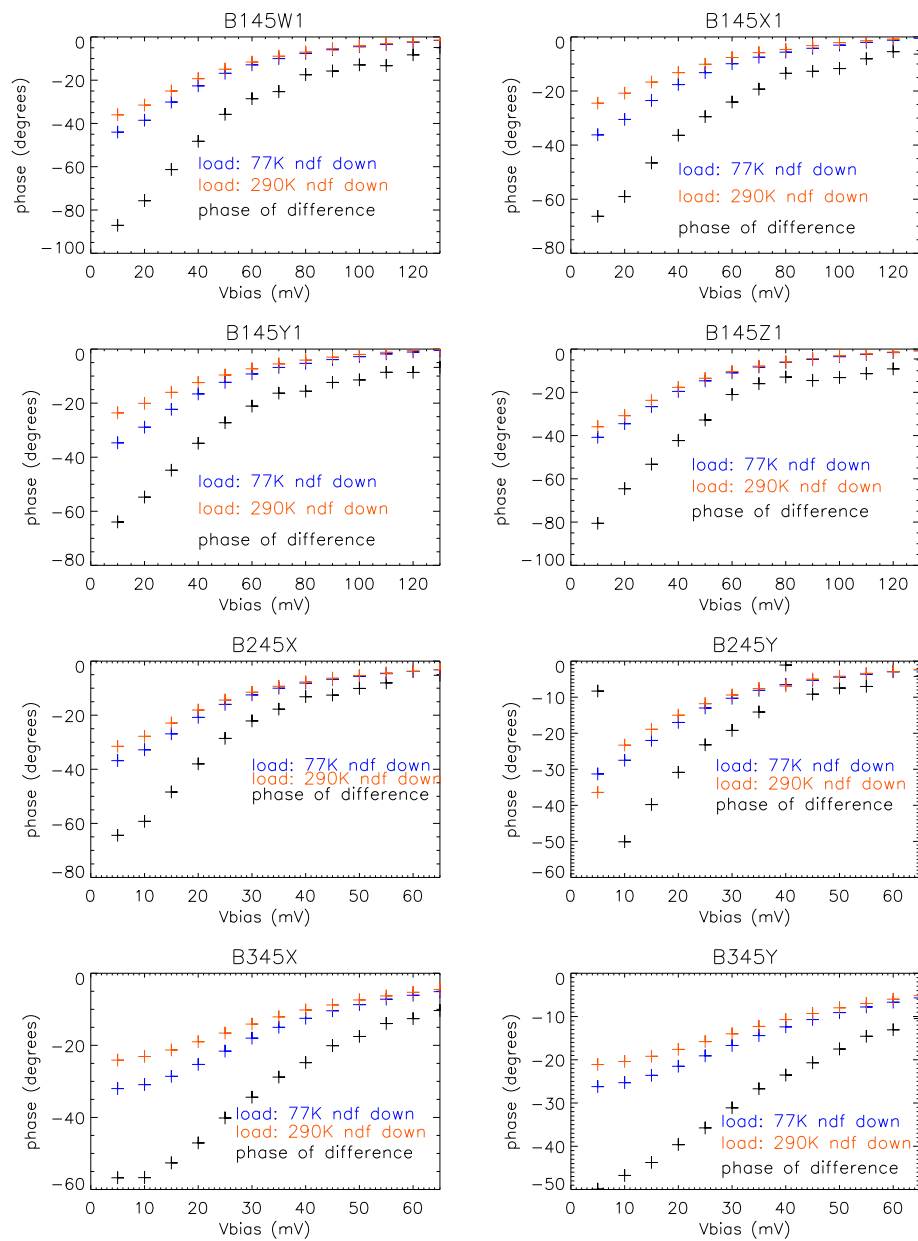 B145W1
phase (degrees)
0
−20
−40
−60
−80
−100
load: 77K ndf down
load: 290K ndf down
phase of difference
0 20 40 60 80 100 120
Vbias (mV)
B145X1
phase (degrees)
0
−20
−40
−60
−80
load: 77K ndf down
load: 290K ndf down
phase of difference
0 20 40 60 80 100 120
Vbias (mV)
B145Y1
phase (degrees)
0
−20
−40
−60
−80
load: 77K ndf down
load: 290K ndf down
phase of difference
0 20 40 60 80 100 120
Vbias (mV)
B145Z1
phase (degrees)
0
−20
−40
−60
−80
−100
load: 77K ndf down
load: 290K ndf down
phase of difference
0 20 40 60 80 100 120
Vbias (mV)
B245X
phase (degrees)
0
−20
−40
−60
−80
load: 77K ndf down
load: 290K ndf down
phase of difference
0 10 20 30 40 50 60
Vbias (mV)
B245Y
phase (degrees)
0
−10
−20
−30
−40
−50
−60
load: 77K ndf down
load: 290K ndf down
phase of difference
0 10 20 30 40 50 60
Vbias (mV)
B345X
phase (degrees)
0
−20
−40
−60
load: 77K ndf down
load: 290K ndf down
phase of difference
0 10 20 30 40 50 60
Vbias (mV)
B345Y
phase (degrees)
0
−10
−20
−30
−40
−50
load: 77K ndf down
load: 290K ndf down
phase of difference
0 10 20 30 40 50 60
Vbias (mV)